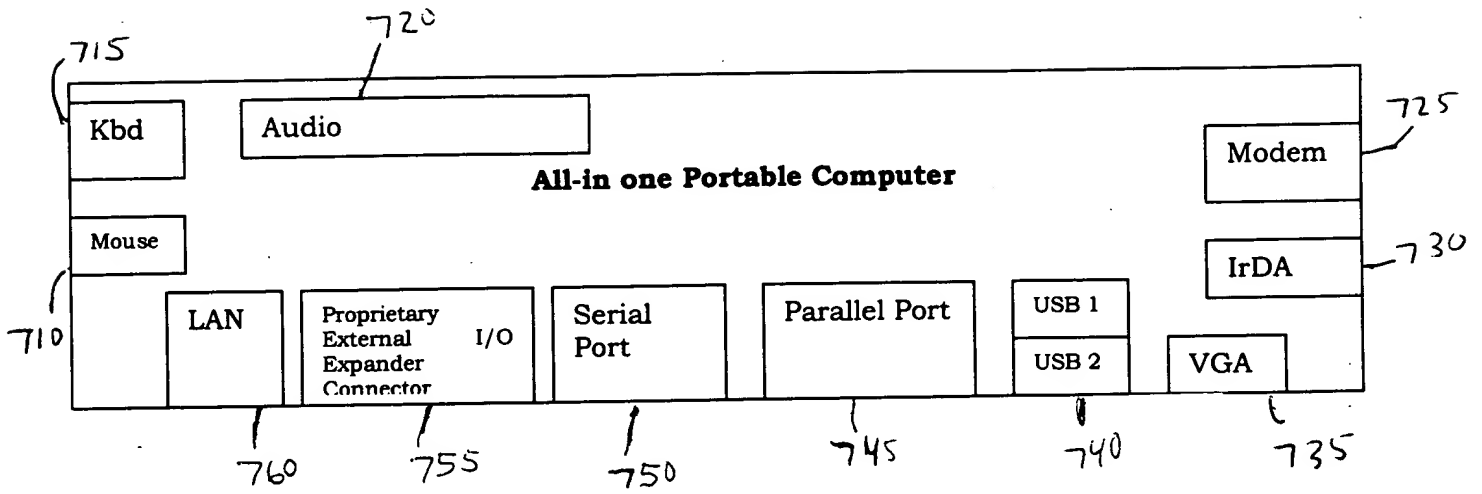 720
715
725
Kbd
Audio
Modem
All-in one Portable Computer
Mouse
IrDA
730
710
LAN
Proprietary
External I/O
Expander
Connector
Serial
Port
Parallel Port
USB 1
USB 2
VGA
760
755
750
745
740
735